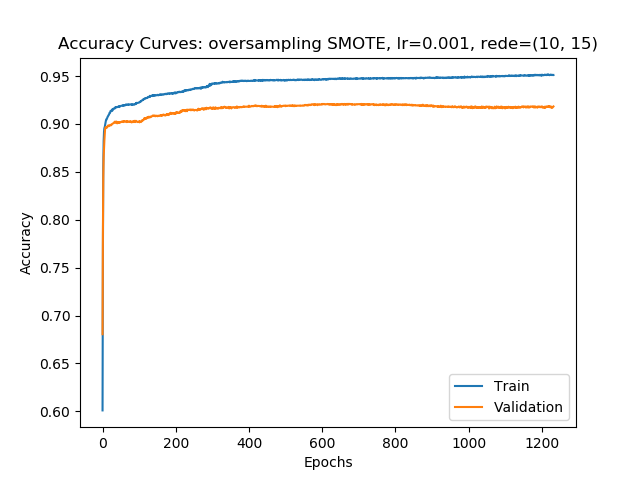 Accuracy Curves: oversampling SMOTE, lr=0.001, rede=(10, 15)
0.95
0.90
0.85
0.80
0.75
0.70
0.65
0.60
Accuracy
Train
Validation
0 200 400 600 800 1000 1200
Epochs